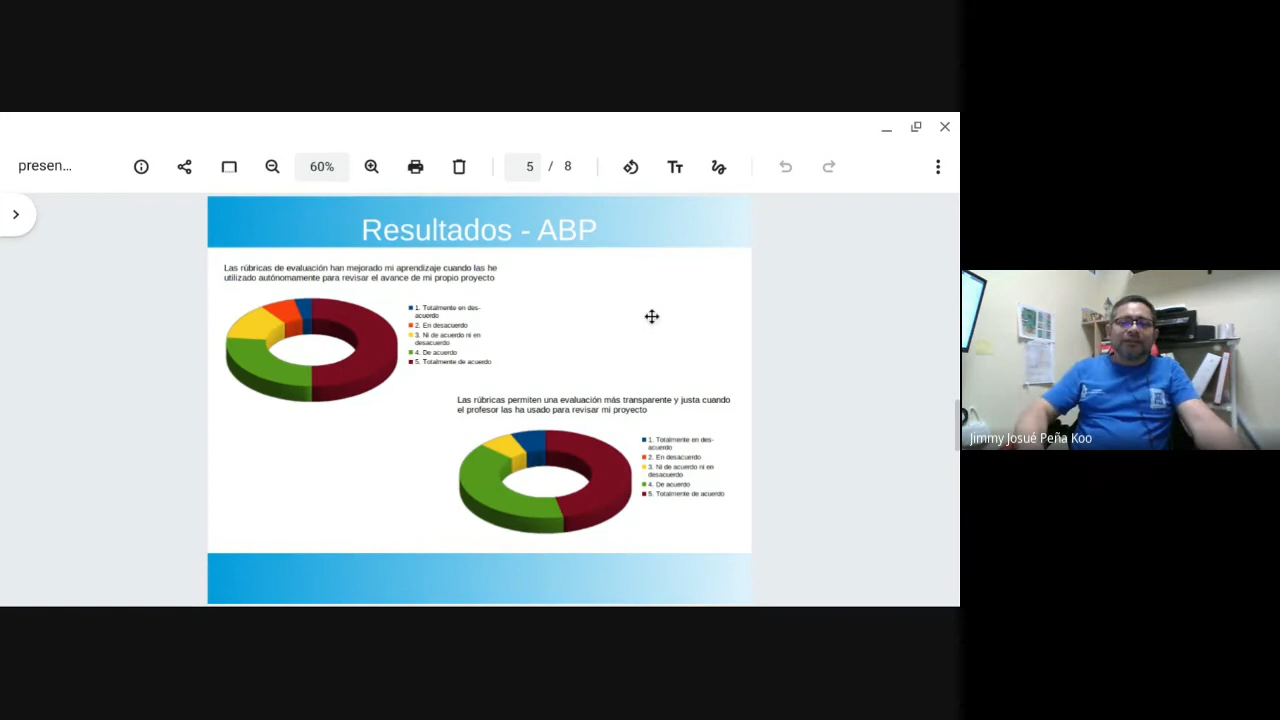 presen...
60%
5 / 8
Resultados - ABP
Las rúbricas de evaluación han mejorado mi aprendizaje cuando las he
utilizado autónomamente para revisar el avance de mi propio proyecto
1. Totalmente en des-
acuerdo
2. En desacuerdo
3. Ni de acuerdo ni en
desacuerdo
4. De acuerdo
5. Totalmente de acuerdo
Las rúbricas permiten una evaluación más transparente y justa cuando
el profesor las ha usado para revisar mi proyecto
1. Totalmente en des-
acuerdo
2. En desacuerdo
3. Ni de acuerdo ni en
desacuerdo
4. De acuerdo
5. Totalmente de acuerdo
Jimmy Josué Peña Koo